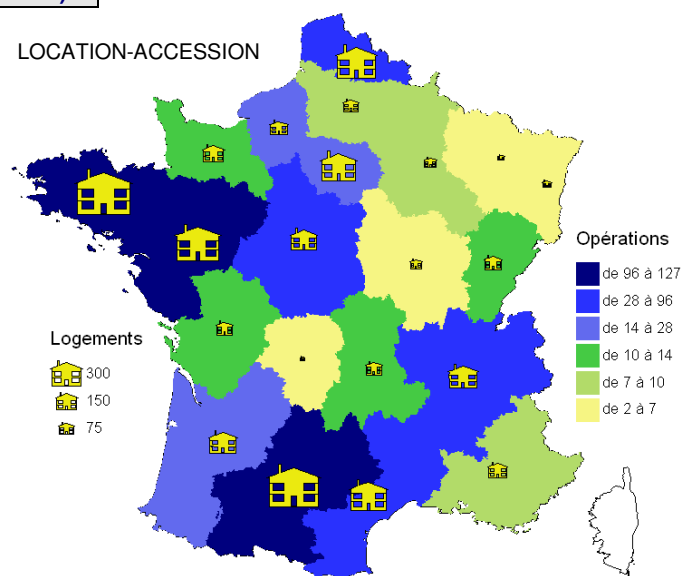 LOCATION-ACCESSION
Opérations
de 96 à 127
de 28 à 96
de 14 à 28
de 10 à 14
de 7 à 10
de 2 à 7
Logements
300
150
75